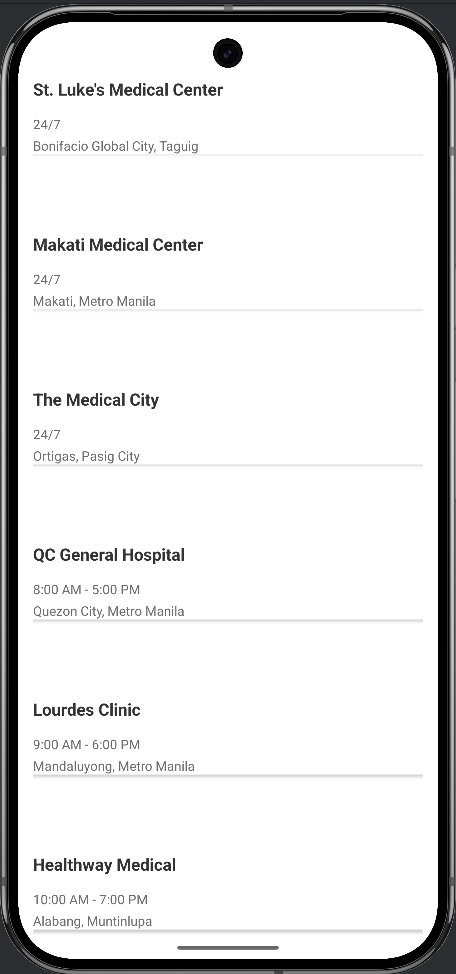 St. Luke's Medical Center
24/7
Bonifacio Global City, Taguig
Makati Medical Center
24/7
Makati, Metro Manila
The Medical City
24/7
Ortigas, Pasig City
QC General Hospital
8:00 AM - 5:00 PM
Quezon City, Metro Manila
Lourdes Clinic
9:00 AM - 6:00 PM
Mandaluyong, Metro Manila
Healthway Medical
10:00 AM - 7:00 PM
Alabang, Muntinlupa